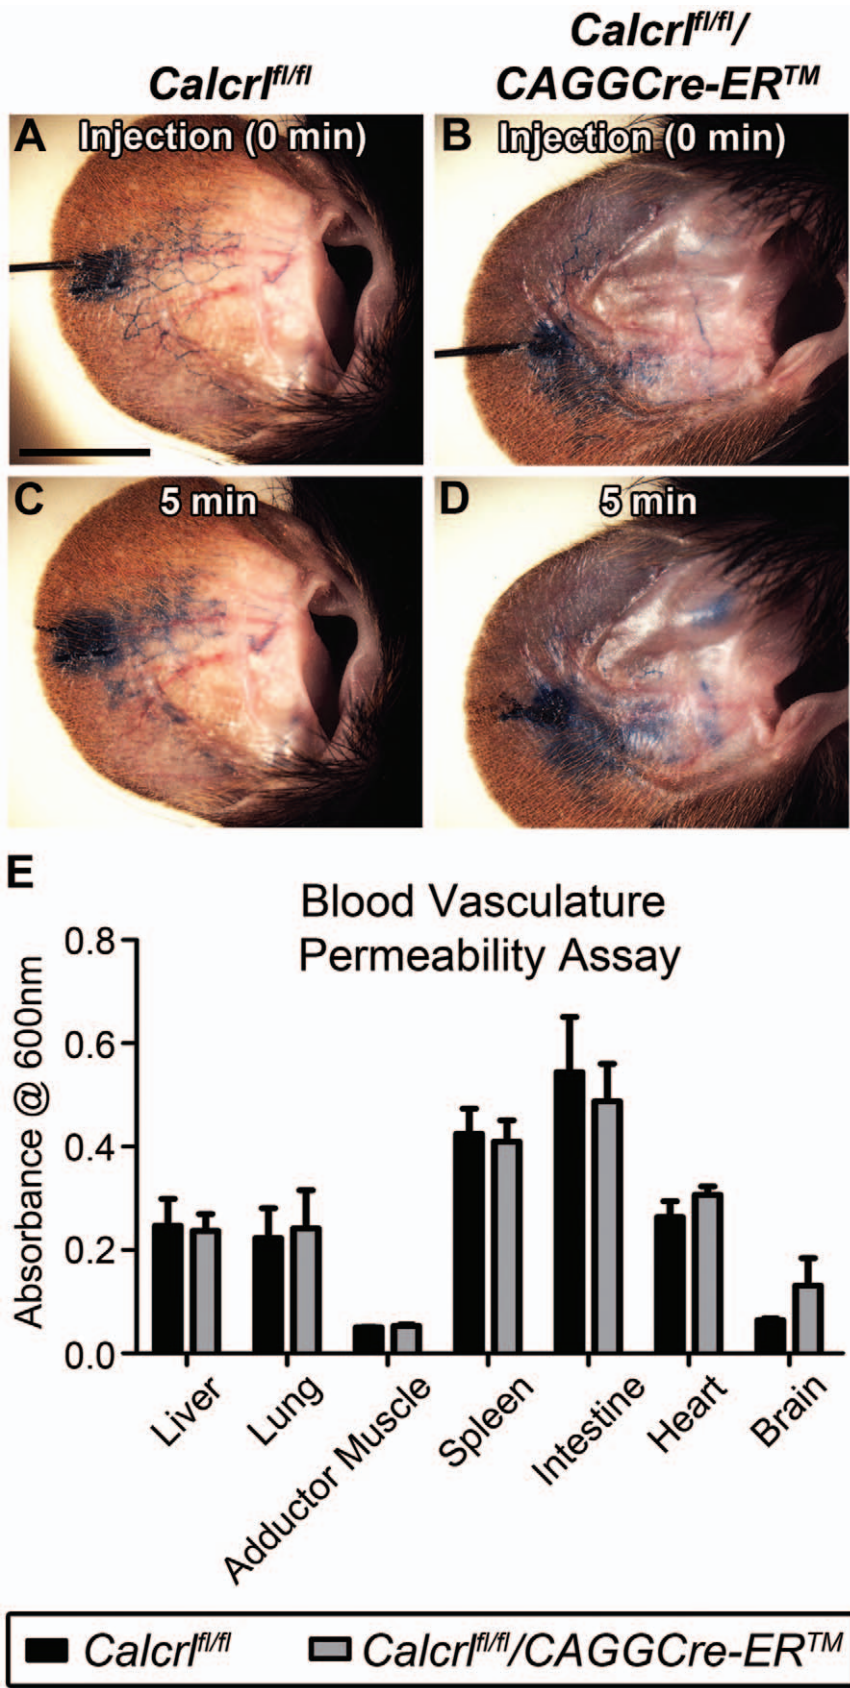 Calcrl^fl/fl
Calcrl^fl/fl/
CAGGCre-ER^TM
A Injection (0 min)
B Injection (0 min)
C 5 min
D 5 min
E
Blood Vasculature
Permeability Assay
Absorbance @ 600nm
0.8
0.6
0.4
0.2
0.0
Liver
Lung
Adductor Muscle
Spleen
Intestine
Heart
Brain
Calcrl^fl/fl
Calcrl^fl/fl/CAGGCre-ER^TM